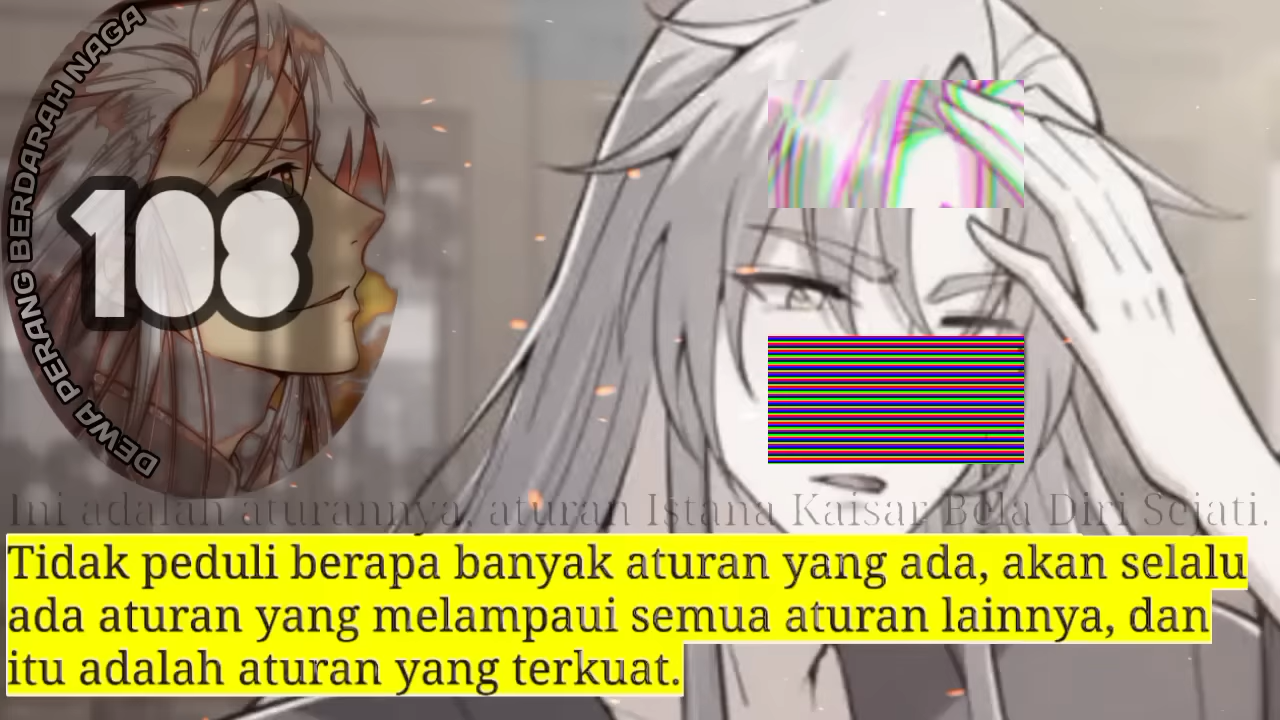 DEWA PERANG BERDARAH NAGA
108
Ini adalah aturannya, aturan Istana Kaisar Bela Diri Sejati.
Tidak peduli berapa banyak aturan yang ada, akan selalu
ada aturan yang melampaui semua aturan lainnya, dan
itu adalah aturan yang terkuat.